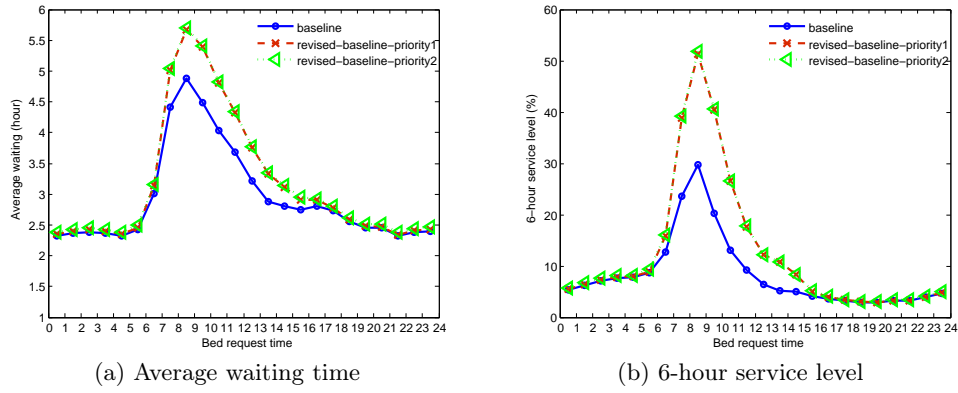 6
5.5
5
4.5
4
3.5
3
2.5
2
1.5
1
Average waiting (hour)
baseline
revised−baseline−priority1
revised−baseline−priority2
0 1 2 3 4 5 6 7 8 9 10 11 12 13 14 15 16 17 18 19 20 21 22 23 24
Bed request time
(a) Average waiting time
60
50
40
30
20
10
0
6−hour service level (%)
baseline
revised−baseline−priority1
revised−baseline−priority2
0 1 2 3 4 5 6 7 8 9 10 11 12 13 14 15 16 17 18 19 20 21 22 23 24
Bed request time
(b) 6-hour service level